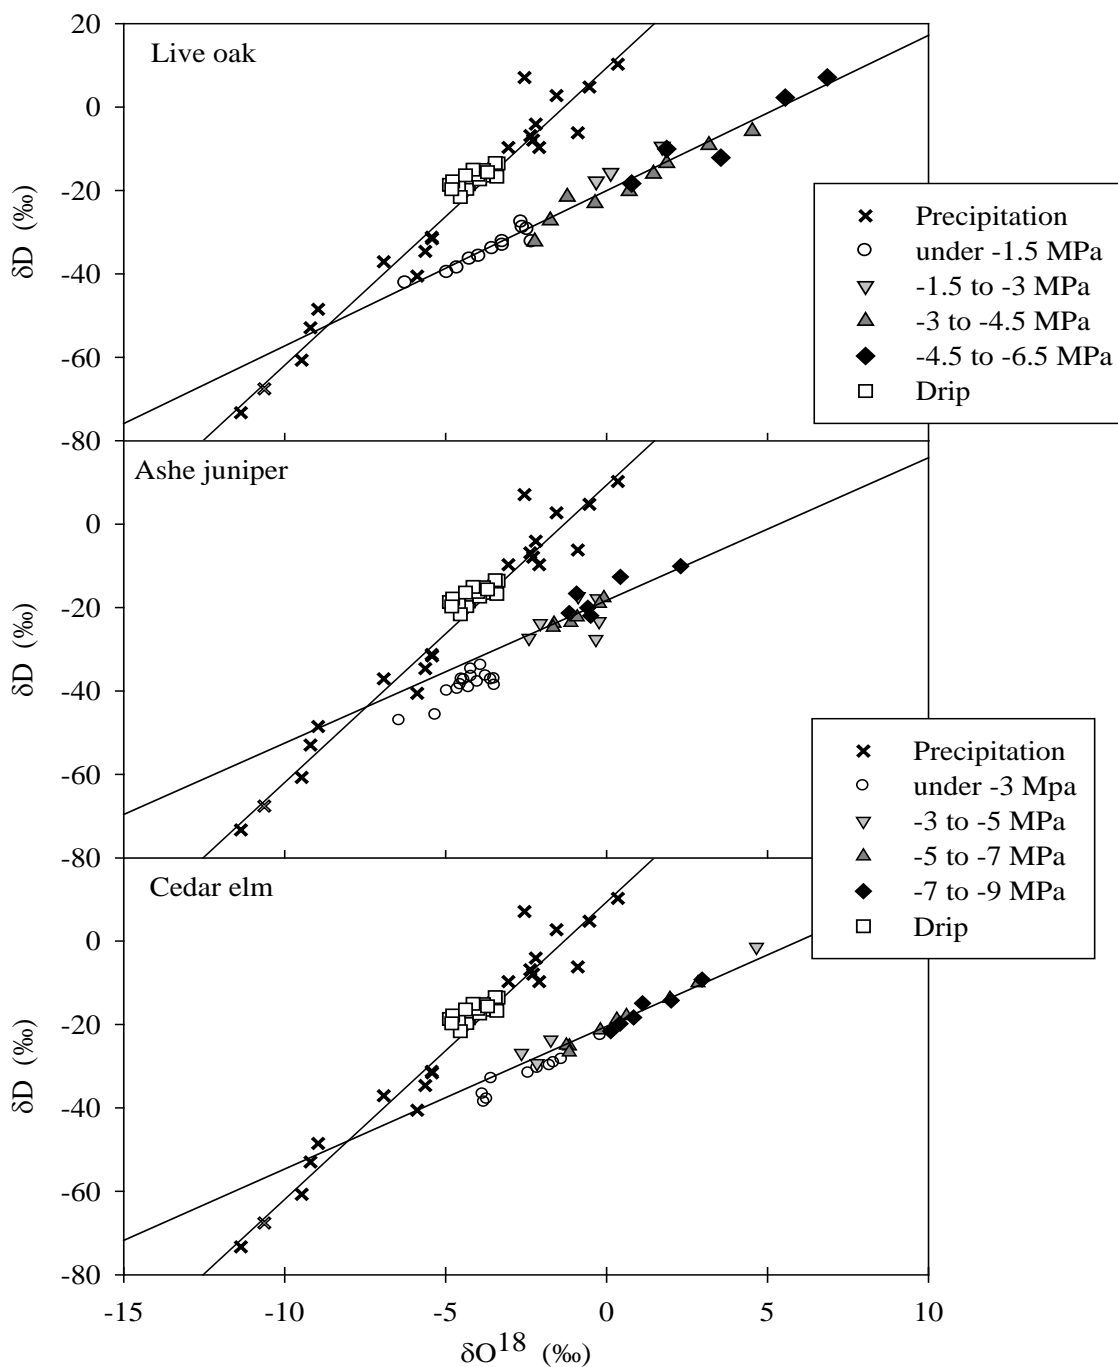 Live oak
20
0
-20
-40
-60
-80
δD (‰)
Precipitation
under -1.5 MPa
-1.5 to -3 MPa
-3 to -4.5 MPa
-4.5 to -6.5 MPa
Drip
Ashe juniper
0
-20
-40
-60
-80
δD (‰)
Precipitation
under -3 Mpa
-3 to -5 MPa
-5 to -7 MPa
-7 to -9 MPa
Drip
Cedar elm
0
-20
-40
-60
-80
δD (‰)
-15 -10 -5 0 5 10
δO18 (‰)